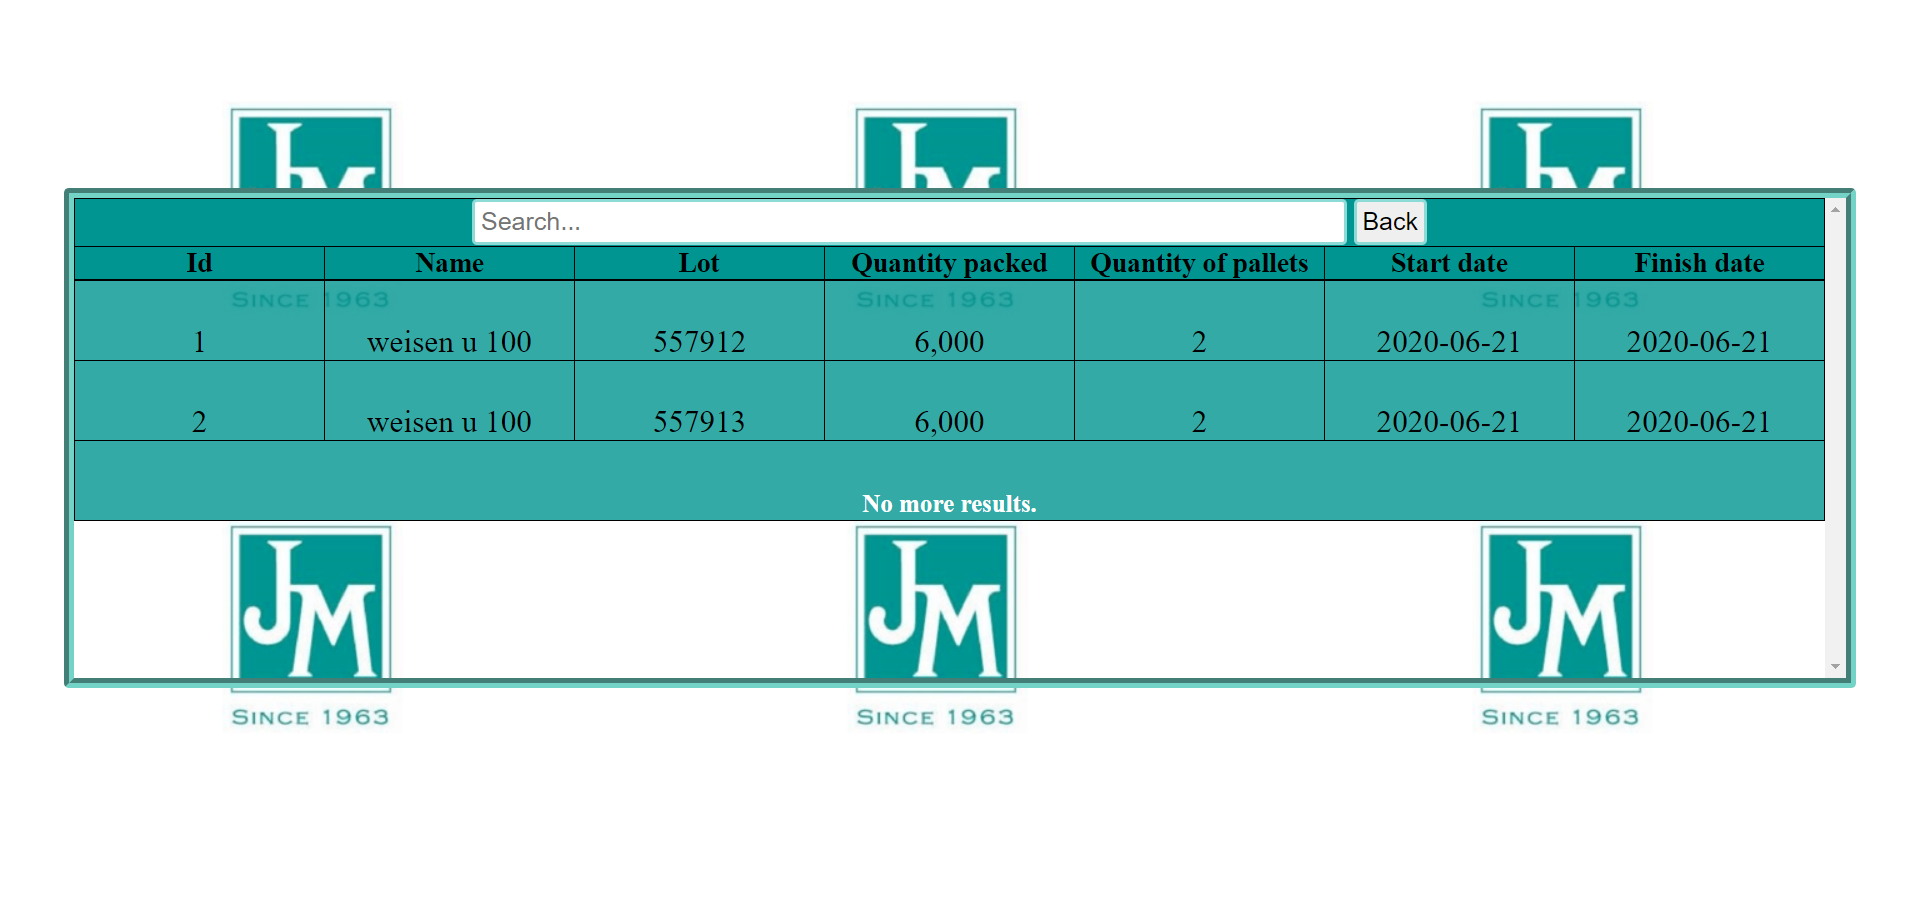 JM JM JM
Search... Back
Id Name Lot Quantity packed Quantity of pallets Start date Finish date
SINCE 1963 SINCE 1963 SINCE 1963
1 weisen u 100 557912 6,000 2 2020-06-21 2020-06-21
2 weisen u 100 557913 6,000 2 2020-06-21 2020-06-21
No more results.
JM JM JM
SINCE 1963 SINCE 1963 SINCE 1963